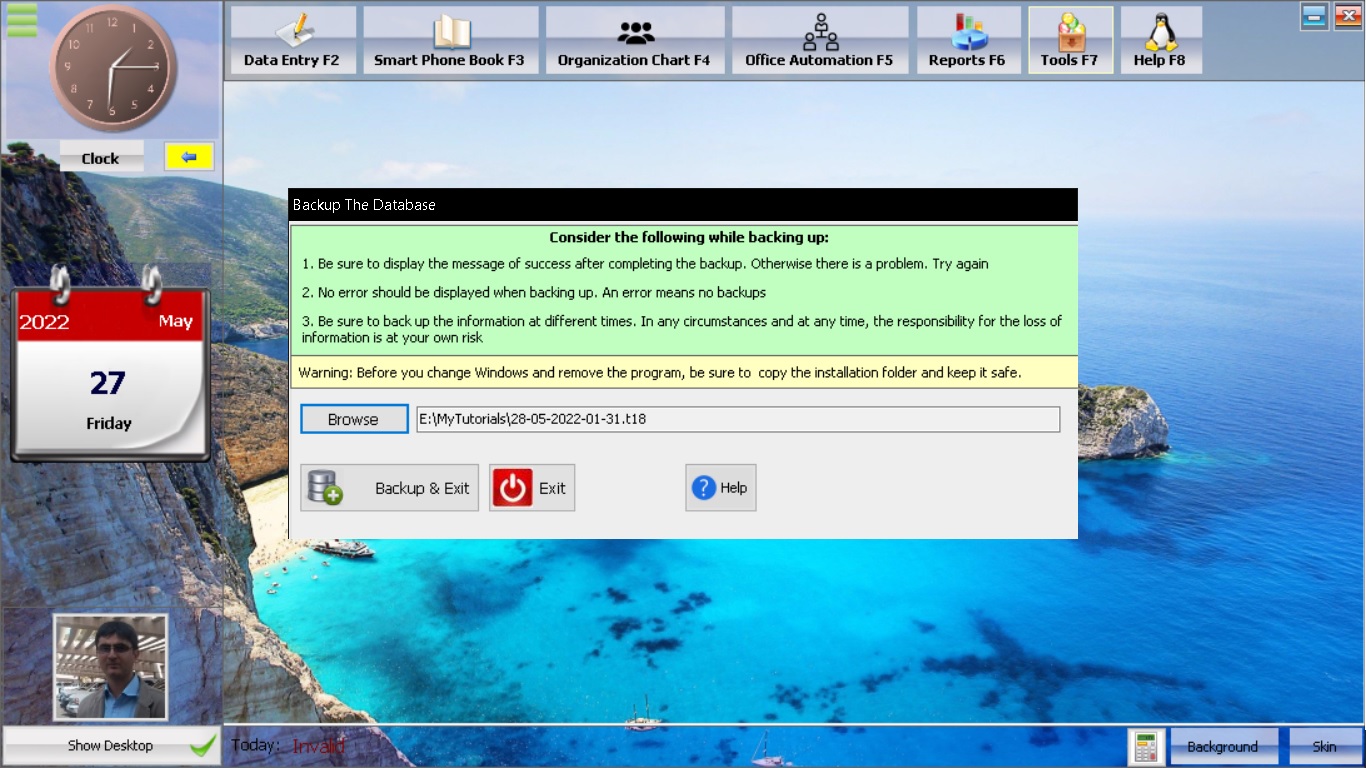 Data Entry F2
Smart Phone Book F3
Organization Chart F4
Office Automation F5
Reports F6
Tools F7
Help F8
12
1
2
3
4
5
6
7
8
9
10
11
Clock
Backup The Database
Consider the following while backing up:
1. Be sure to display the message of success after completing the backup. Otherwise there is a problem. Try again
2. No error should be displayed when backing up. An error means no backups
3. Be sure to back up the information at different times. In any circumstances and at any time, the responsibility for the loss of
information is at your own risk
Warning: Before you change Windows and remove the program, be sure to copy the installation folder and keep it safe.
Browse
E:\MyTutorials\28-05-2022-01-31.t18
Backup & Exit
Exit
? Help
2022 May
27
Friday
Show Desktop
Today: Invalid
Background
Skin